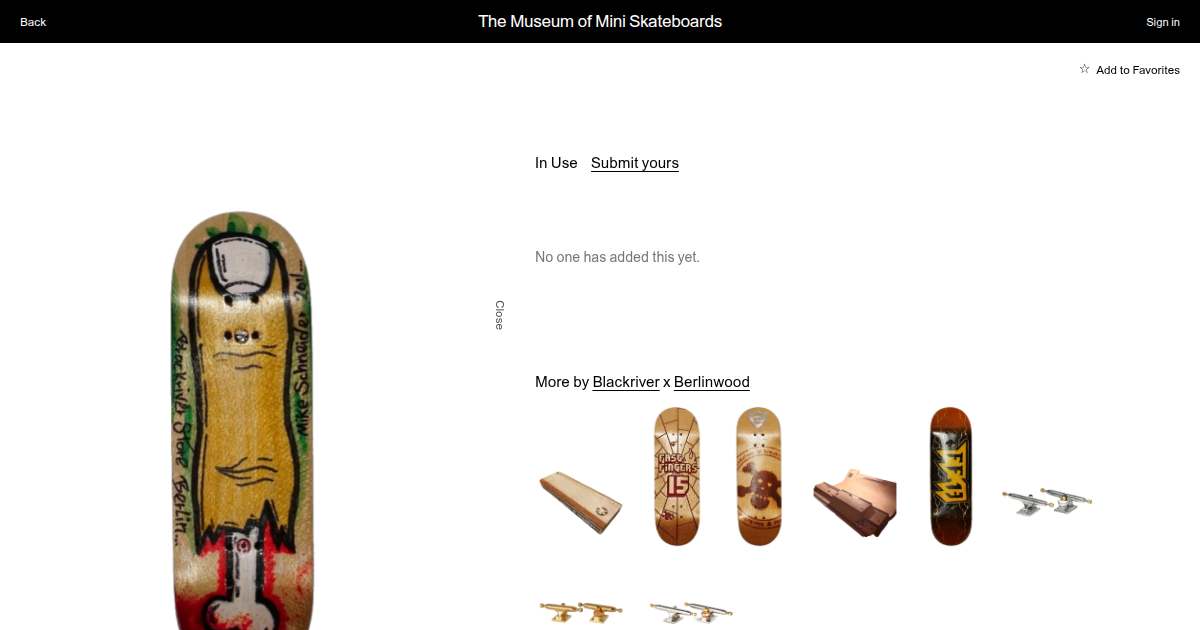 Back
The Museum of Mini Skateboards
Sign in
☆ Add to Favorites
In Use Submit yours
No one has added this yet.
Close
Mike Schneider 2011...
Store Berlin...
More by Blackriver x Berlinwood
FAST
FINGERS
15